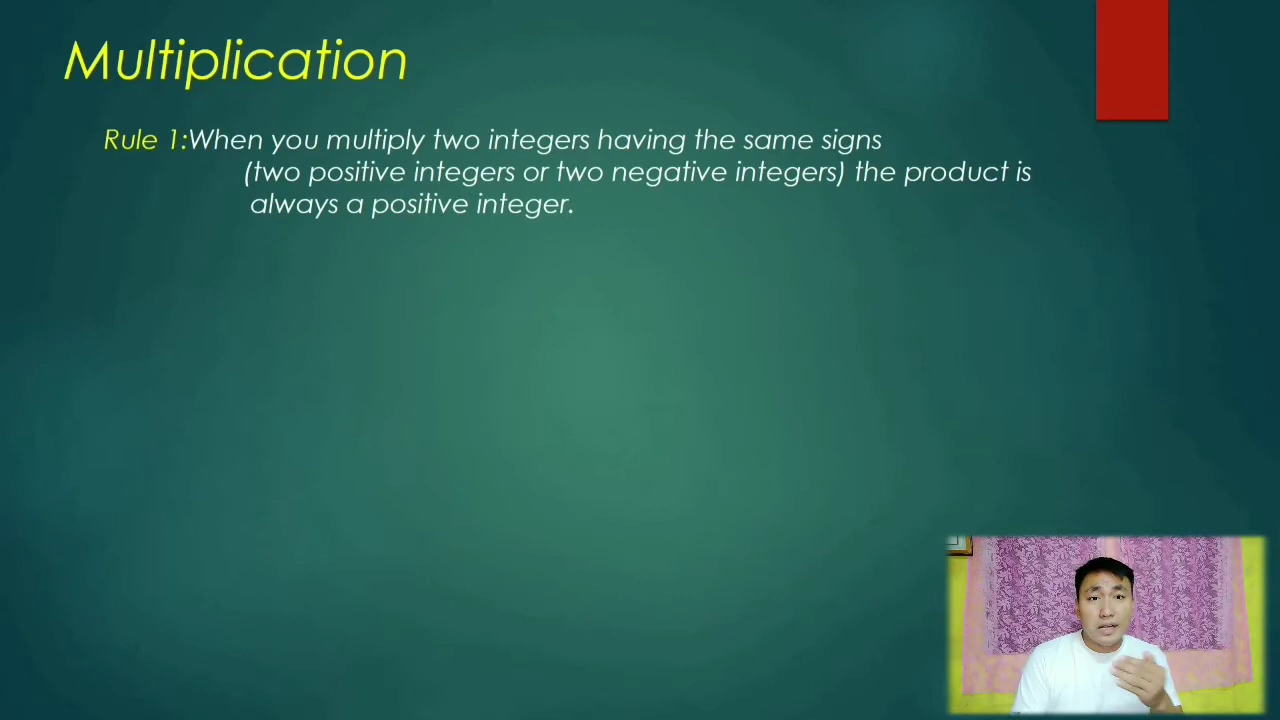 Multiplication
Rule 1:When you multiply two integers having the same signs
(two positive integers or two negative integers) the product is
always a positive integer.